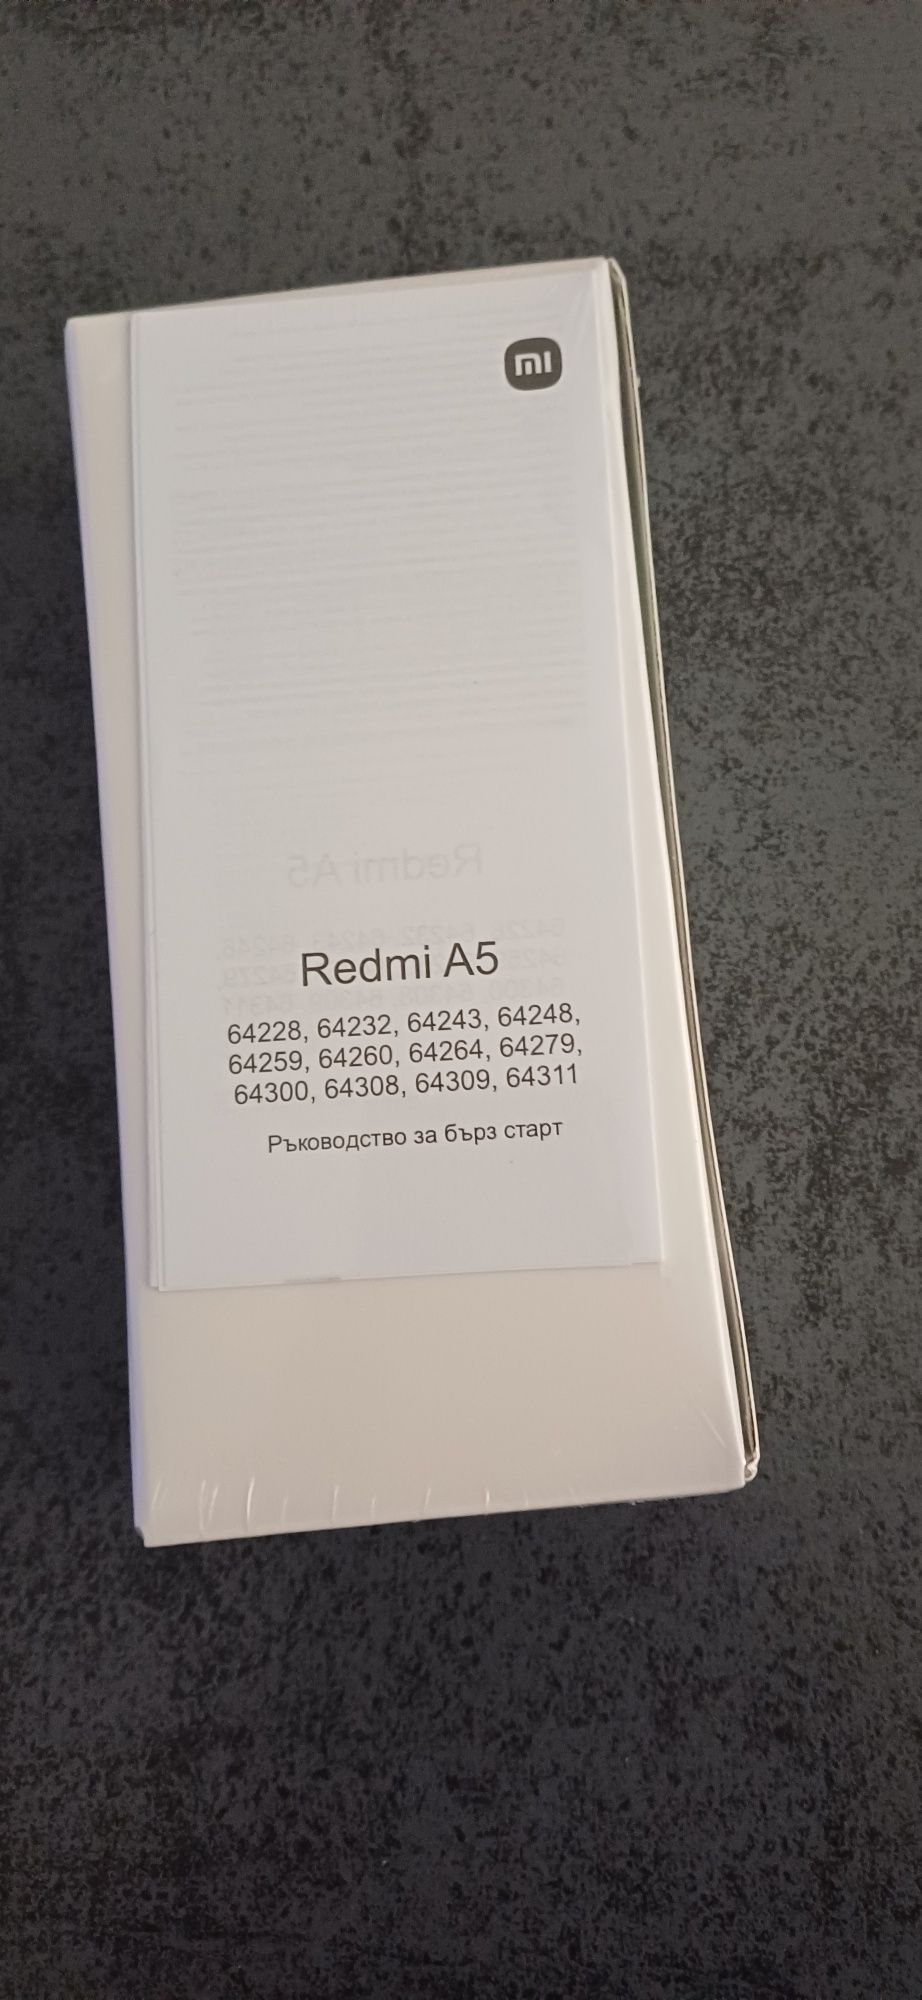 mi
Redmi A5
64228, 64232, 64243, 64248,
64259, 64260, 64264, 64279,
64300, 64308, 64309, 64311
Ръководство за бърз старт